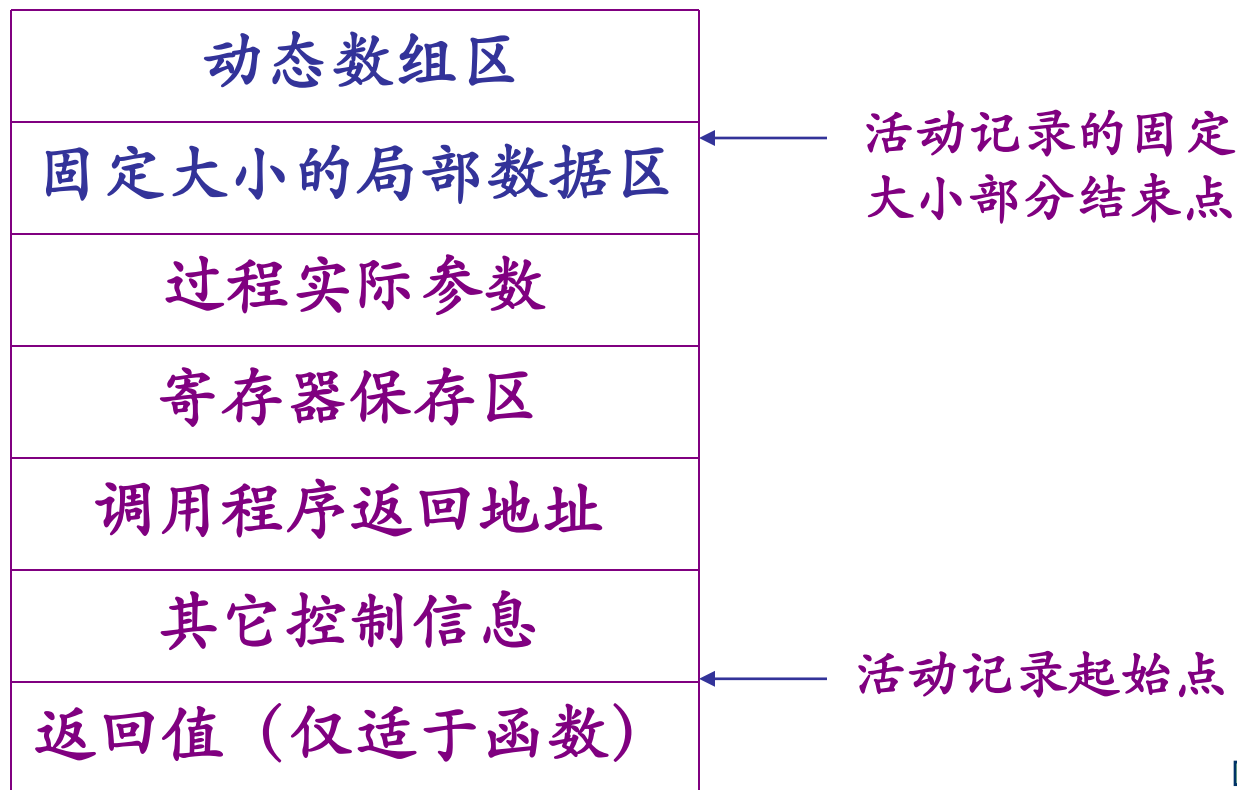 动态数组区
固定大小的局部数据区
活动记录的固定
大小部分结束点
过程实际参数
寄存器保存区
调用程序返回地址
其它控制信息
活动记录起始点
返回值（仅适于函数）